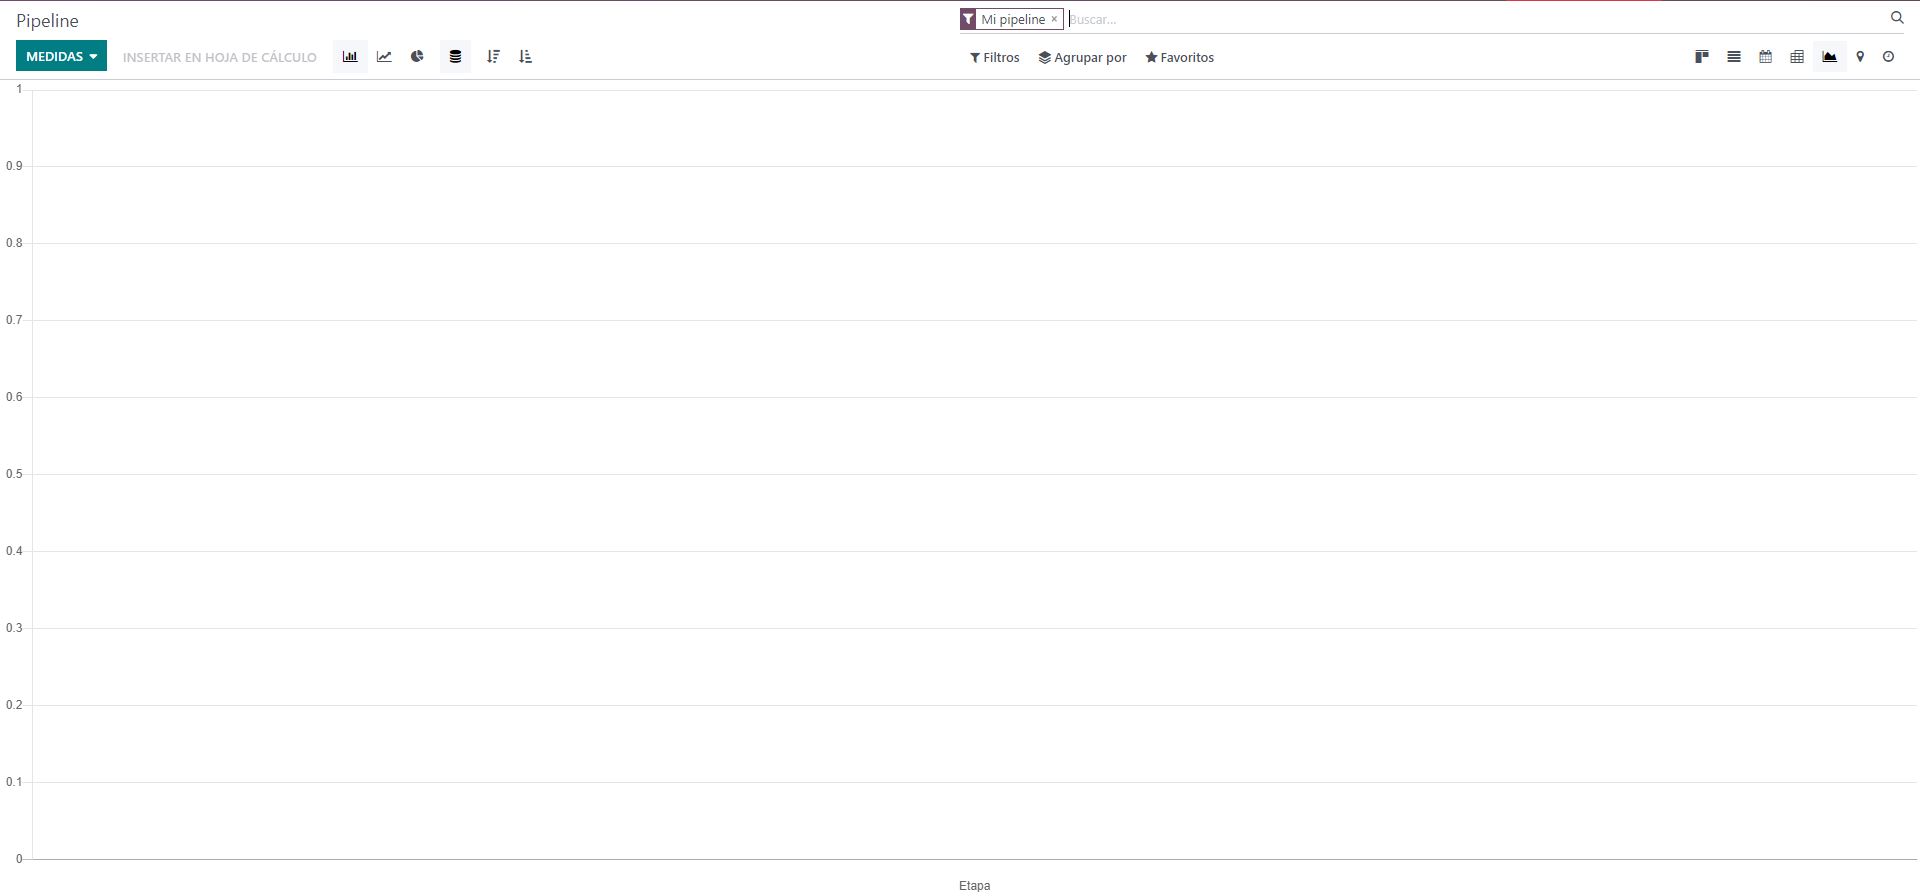 Pipeline
Mi pipeline ×
Buscar...
MEDIDAS
INSERTAR EN HOJA DE CÁLCULO
Filtros
Agrupar por
Favoritos
1
0.9
0.8
0.7
0.6
0.5
0.4
0.3
0.2
0.1
0
Etapa